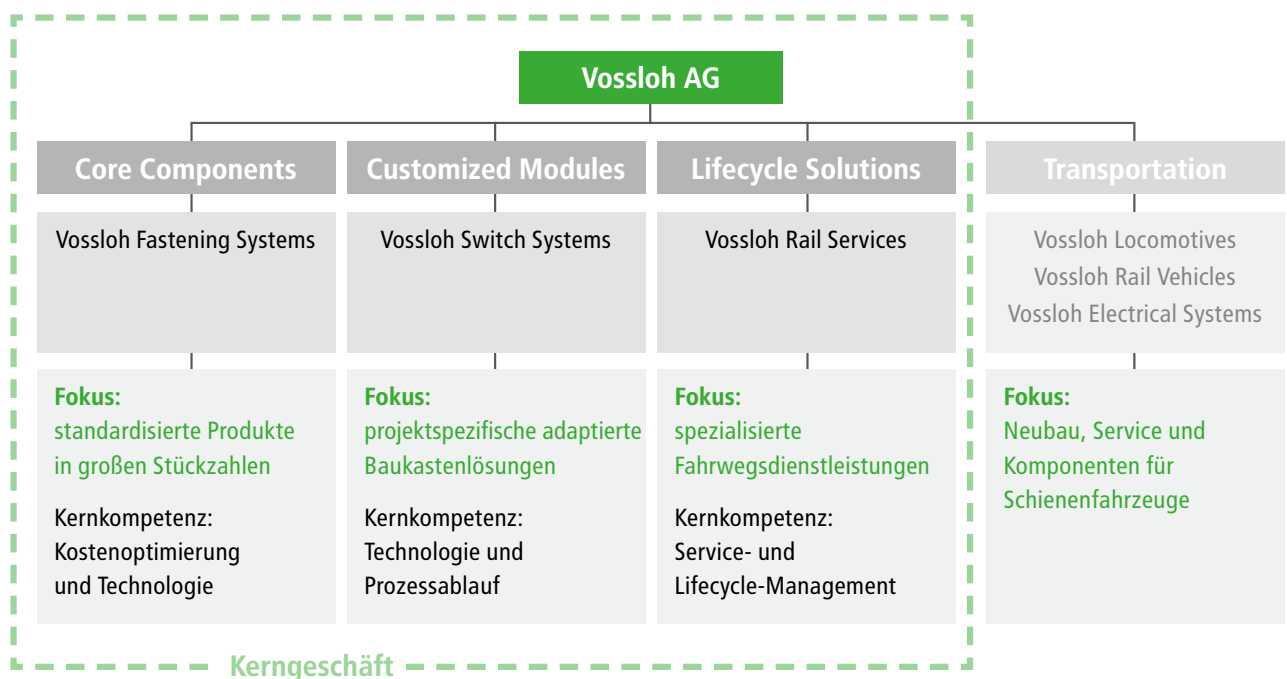 Vossloh AG
Core Components
Customized Modules
Lifecycle Solutions
Transportation
Vossloh Fastening Systems
Vossloh Switch Systems
Vossloh Rail Services
Vossloh Locomotives
Vossloh Rail Vehicles
Vossloh Electrical Systems
Fokus:
standardisierte Produkte
in großen Stückzahlen
Kernkompetenz:
Kostenoptimierung
und Technologie
Fokus:
projektspezifische adaptierte
Baukastenlösungen
Kernkompetenz:
Technologie und
Prozessablauf
Fokus:
spezialisierte
Fahrwegsdienstleistungen
Kernkompetenz:
Service- und
Lifecycle-Management
Fokus:
Neubau, Service und
Komponenten für
Schienenfahrzeuge
Kerngeschäft